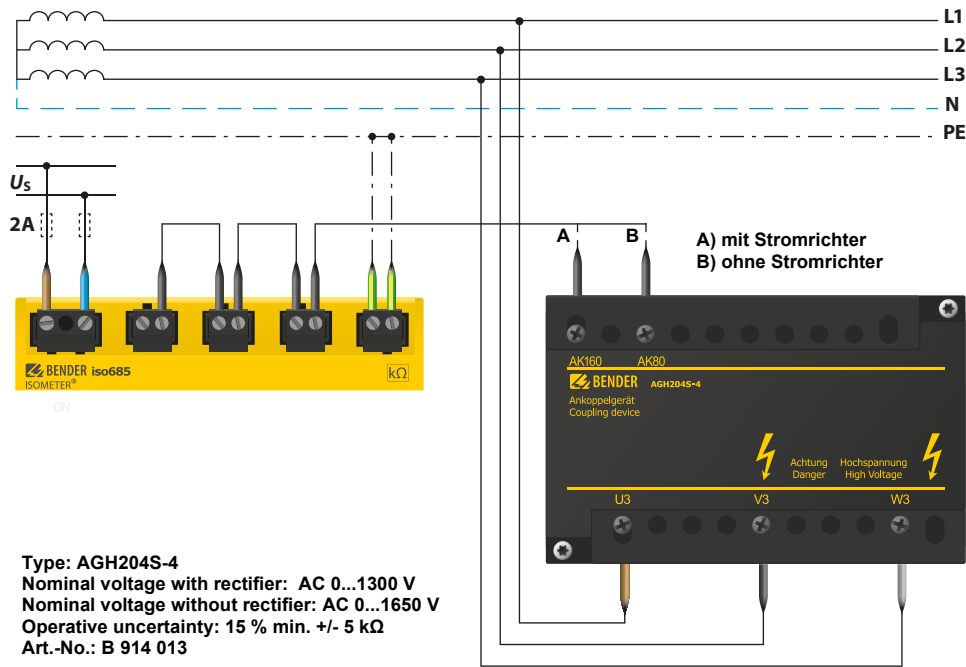 L1
L2
L3
N
PE
US
2A
A
B
A) mit Stromrichter
B) ohne Stromrichter
BENDER iso685
ISOMETER®
kΩ
ON
AK160 AK80
BENDER AGH204S-4
Ankoppelgerät
Coupling device
Achtung Hochspannung
Danger High Voltage
U3 V3 W3
Type: AGH204S-4
Nominal voltage with rectifier: AC 0...1300 V
Nominal voltage without rectifier: AC 0...1650 V
Operative uncertainty: 15 % min. +/- 5 kΩ
Art.-No.: B 914 013